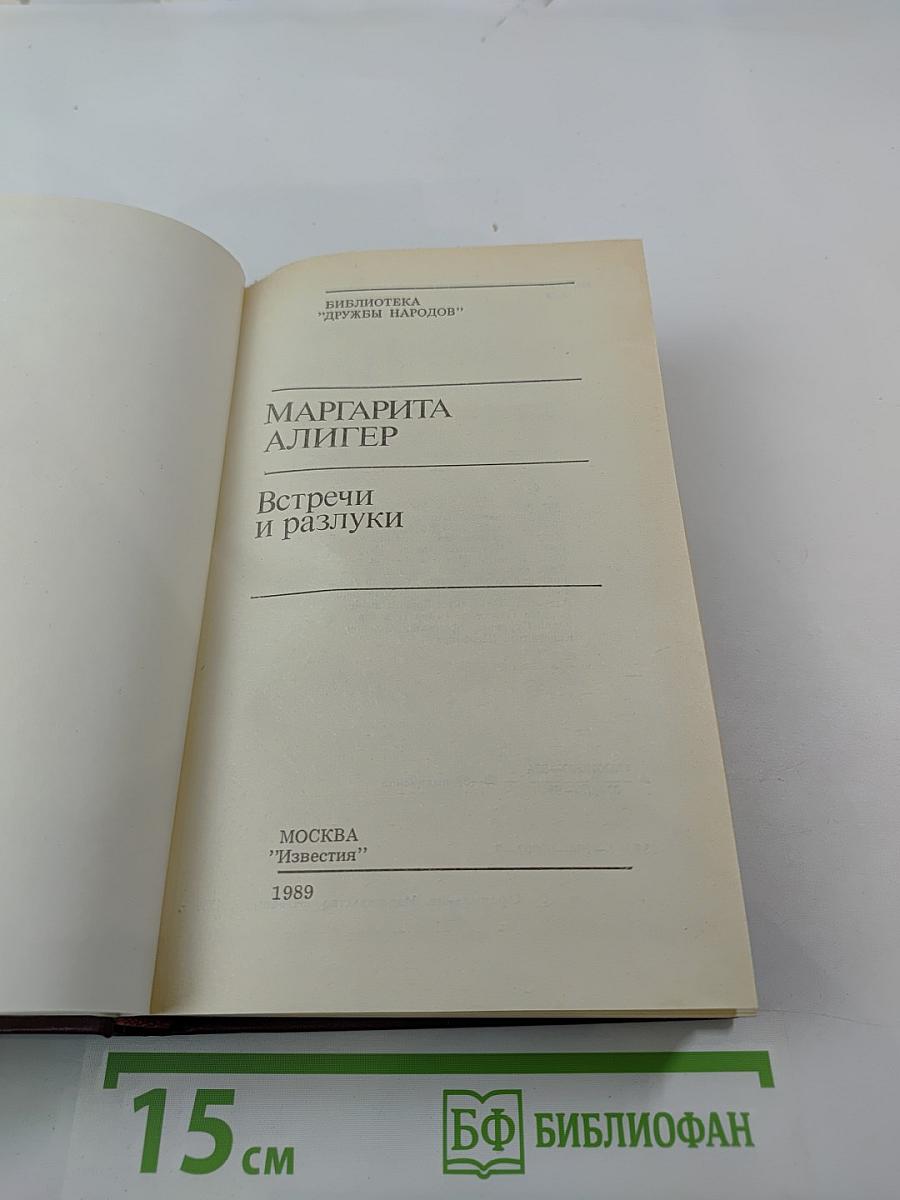 БИБЛИОТЕКА
"ДРУЖБЫ НАРОДОВ"
МАРГАРИТА
АЛИГЕР
Встречи
и разлуки
МОСКВА
"Известия"
1989
15 см
БФ БИБЛИОФАН